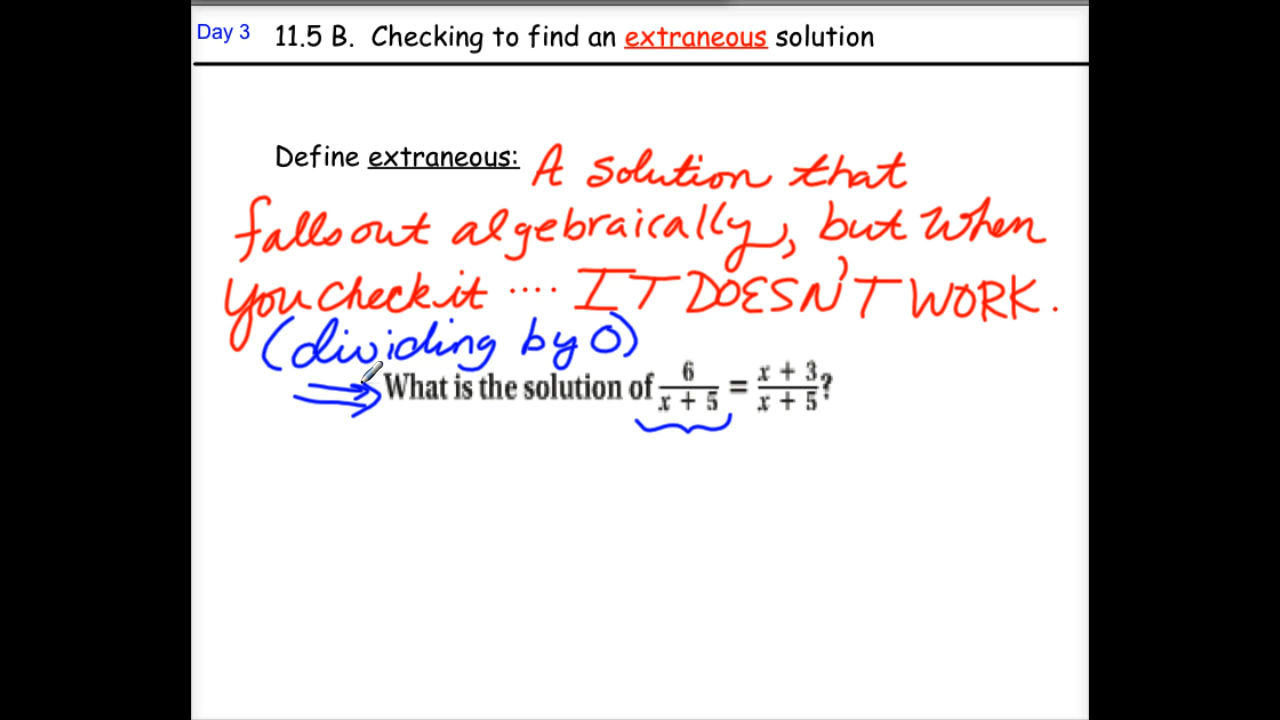 Day 3 11.5 B. Checking to find an extraneous solution
Define extraneous: A solution that
falls out algebraically, but when
you check it .... IT DOESN'T WORK.
(dividing by 0)
What is the solution of 6/(x + 5) = (x + 3)/(x + 5)?